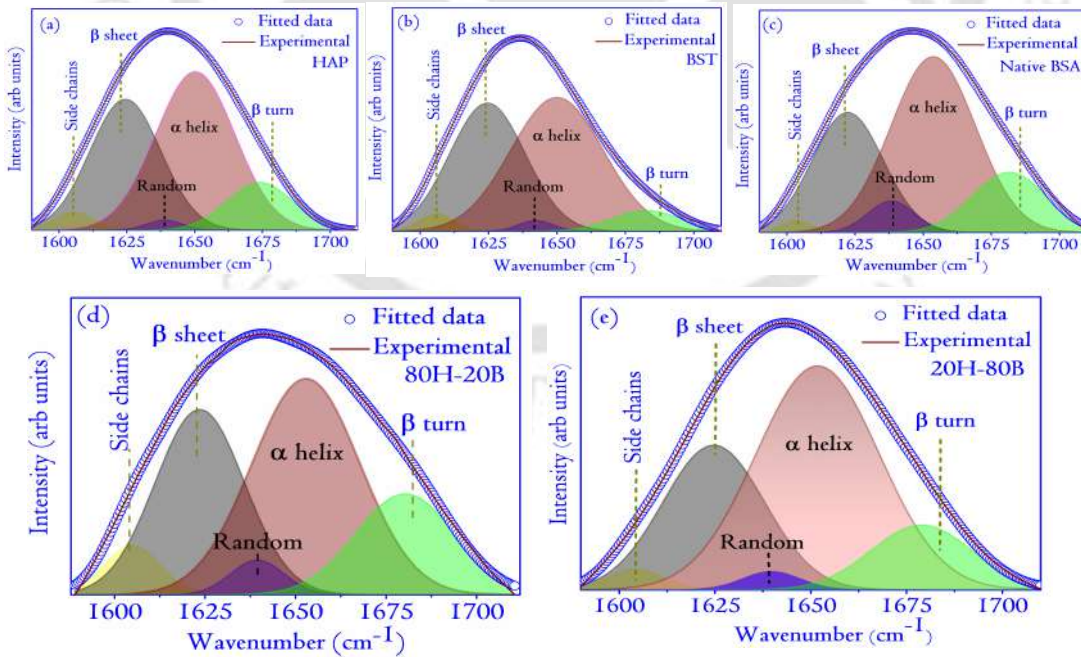 (a)
Fitted data
Experimental
HAP
β sheet
Side chains
α helix
β turn
Random
Intensity (arb units)
1600 1625 1650 1675 1700
Wavenumber (cm⁻¹)
(b)
Fitted data
Experimental
BST
β sheet
Side chains
α helix
β turn
Random
Intensity (arb units)
1600 1625 1650 1675 1700
Wavenumber (cm⁻¹)
(c)
Fitted data
Experimental
Native BSA
β sheet
Side chains
α helix
β turn
Random
Intensity (arb units)
1600 1625 1650 1675 1700
Wavenumber (cm⁻¹)
(d)
Fitted data
Experimental
80H-20B
β sheet
Side chains
α helix
β turn
Random
Intensity (arb units)
1600 1625 1650 1675 1700
Wavenumber (cm⁻¹)
(e)
Fitted data
Experimental
20H-80B
β sheet
Side chains
α helix
β turn
Random
Intensity (arb units)
1600 1625 1650 1675 1700
Wavenumber (cm⁻¹)